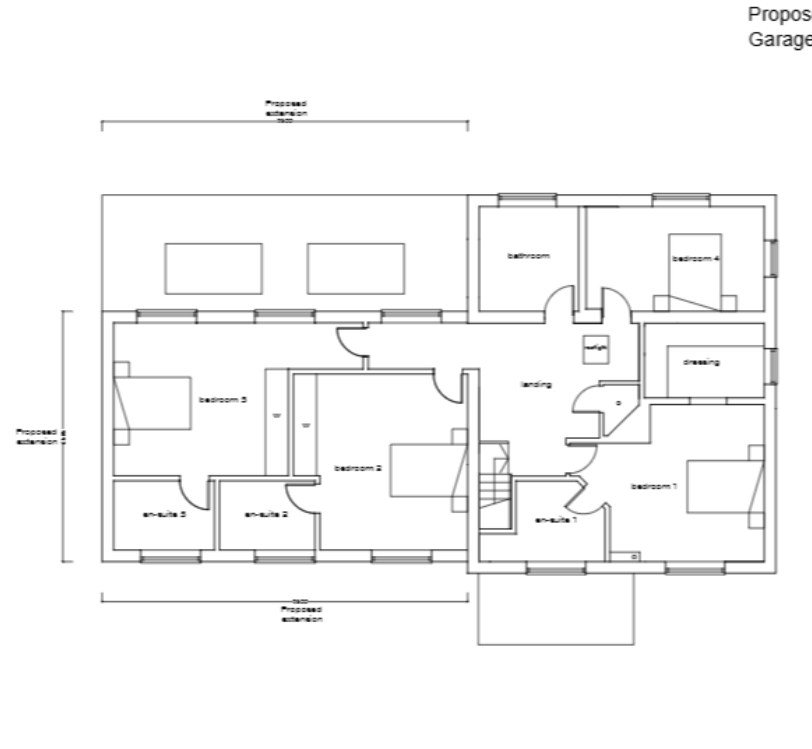 Propos
Garage
Proposed
extension
bathroom
bedroom 4
rooflight
dressing
landing
bedroom 3
W
W
Proposed
extension
bedroom 2
bedroom 1
en-suite 3
en-suite 2
en-suite 1
Proposed
extension